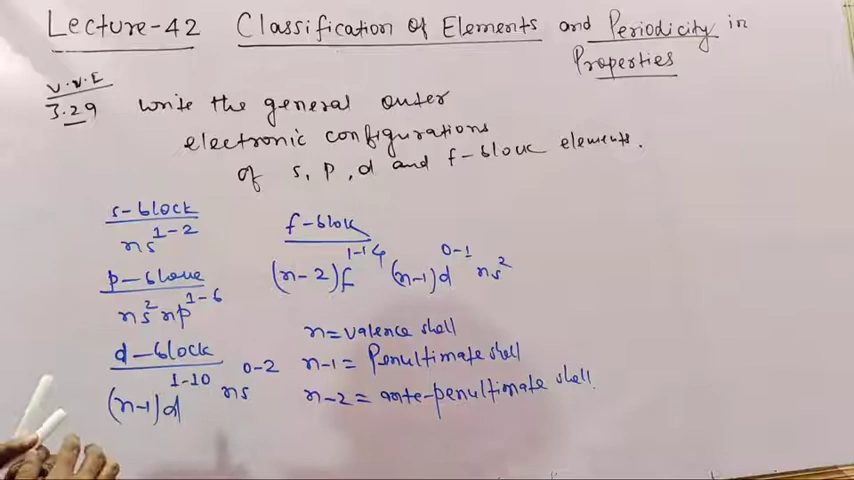 Lecture-42 Classification of Elements and Periodicity in
Properties
V.V.I
3.29 Write the general outer
electronic configurations
of s, p, d and f-block elements.
s-block
ns¹⁻²
p-block
ns² np¹⁻⁶
d-block
(n-1)d¹⁻¹⁰ ns⁰⁻²
f-block
(n-2)f¹⁻¹⁴ (n-1)d⁰⁻¹ ns²
n = valence shell
n-1 = Penultimate shell
n-2 = ante-penultimate shell